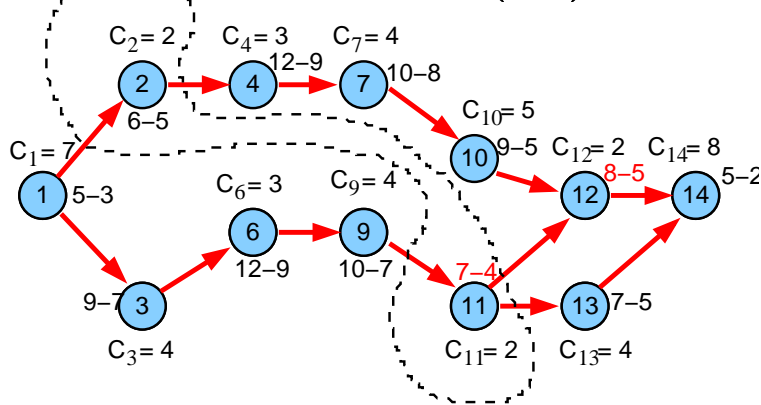 C2 = 2
C4 = 3
C7 = 4
12–9
10–8
2
4
7
6–5
C10 = 5
9–5
C12 = 2
C14 = 8
10
C1 = 7
C6 = 3
C9 = 4
8–5
5–2
1
5–3
12
14
6
9
12–9
10–7
7–4
9–7
3
11
13
7–5
C3 = 4
C11 = 2
C13 = 4